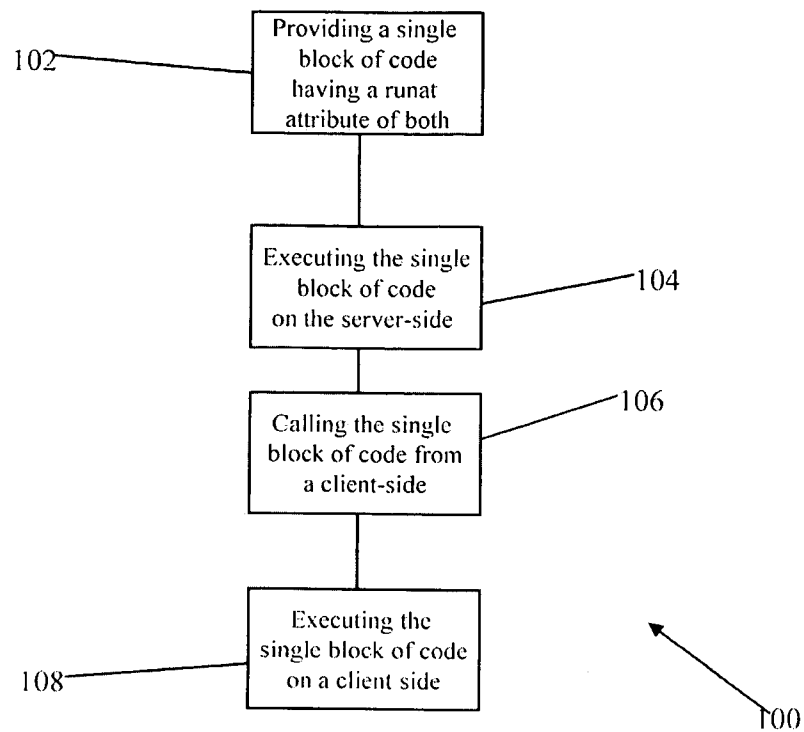 Providing a single
block of code
having a runat
attribute of both
102
Executing the single
block of code
on the server-side
104
106
Calling the single
block of code from
a client-side
Executing the
single block of code
on a client side
108
100